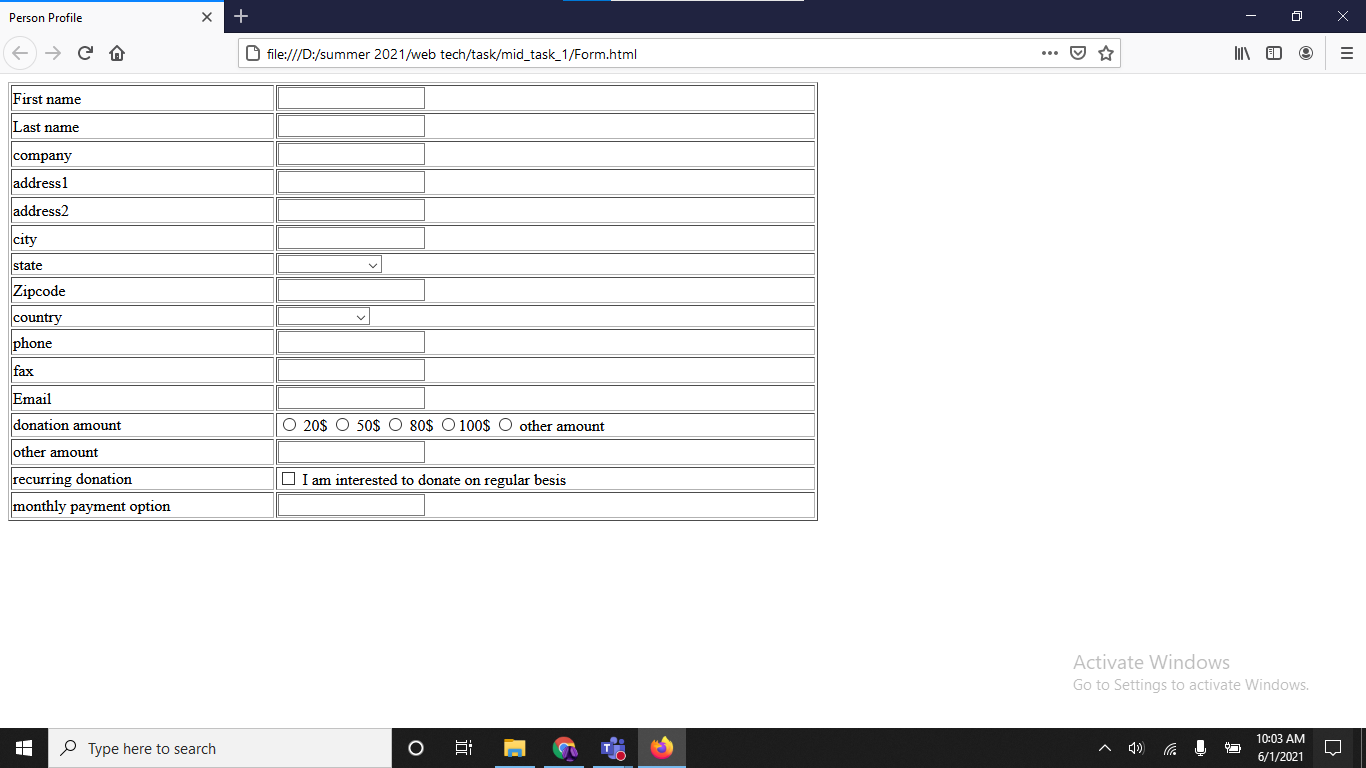 Person Profile
file:///D:/summer 2021/web tech/task/mid_task_1/Form.html
First name
Last name
company
address1
address2
city
state
Zipcode
country
phone
fax
Email
donation amount 20$ 50$ 80$ 100$ other amount
other amount
recurring donation I am interested to donate on regular besis
monthly payment option
Activate Windows
Go to Settings to activate Windows.
Type here to search
10:03 AM
6/1/2021